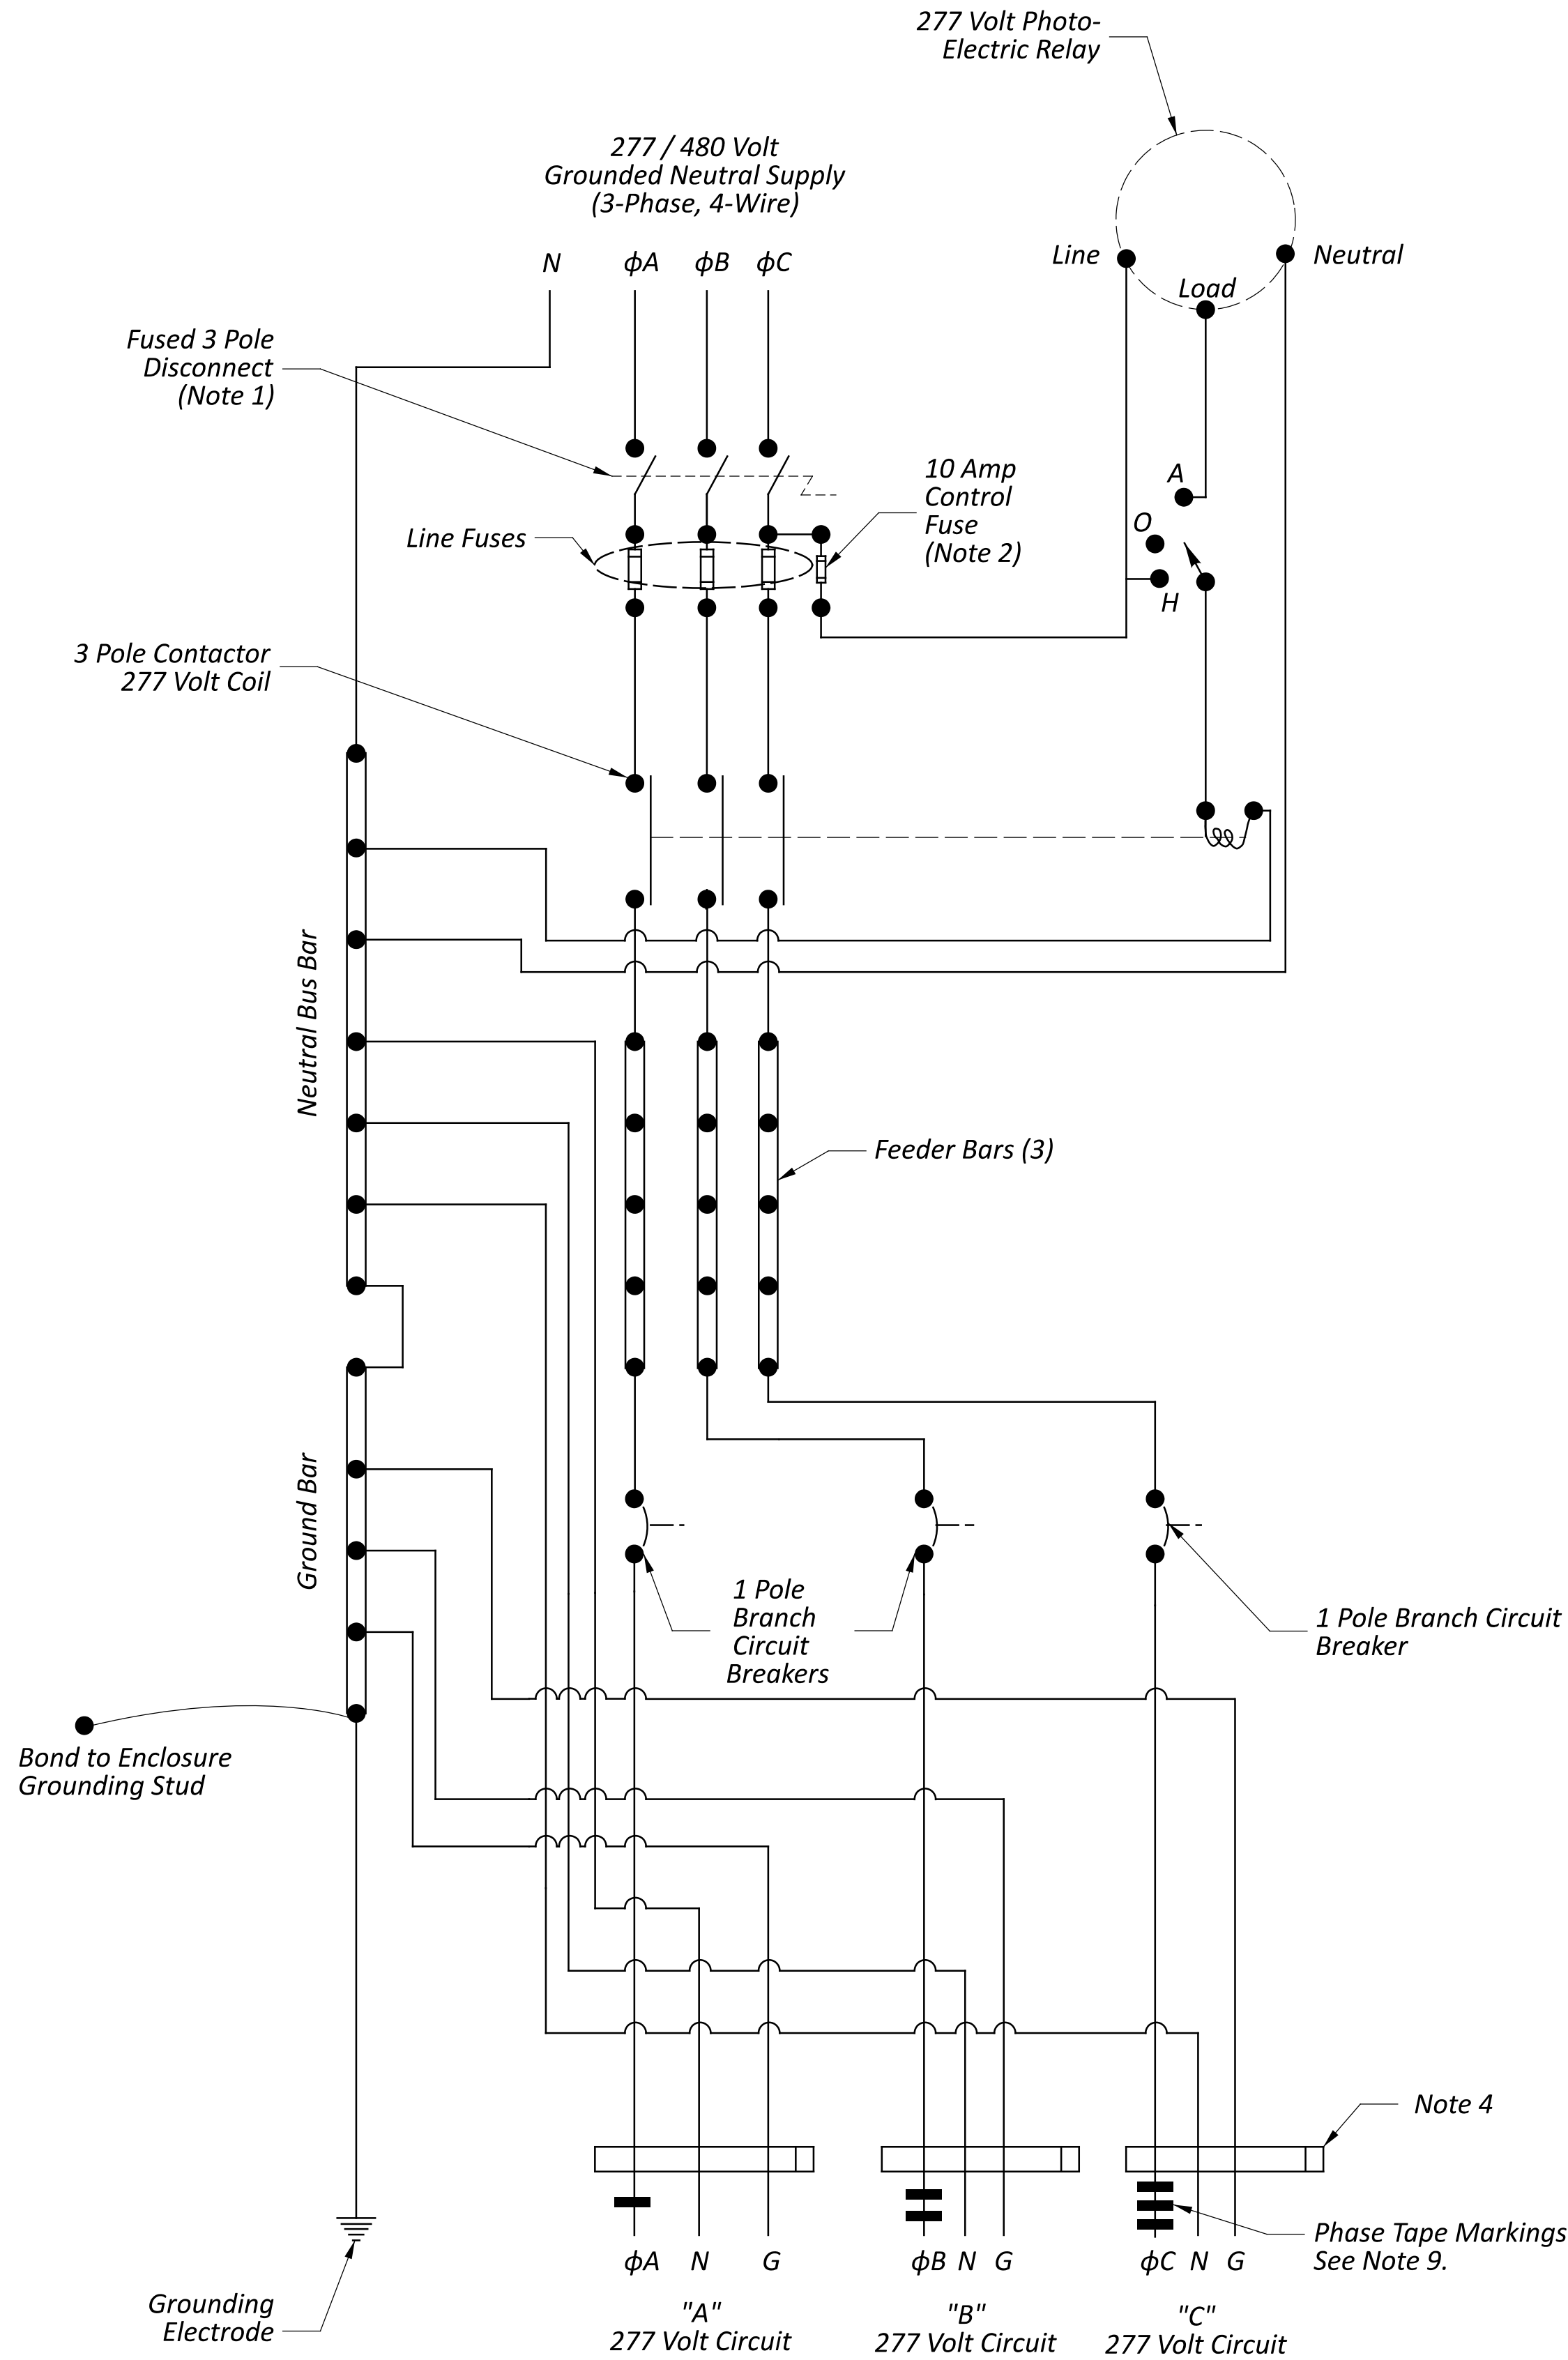 277 Volt Photo-
Electric Relay
277 / 480 Volt
Grounded Neutral Supply
(3-Phase, 4-Wire)
N ϕA ϕB ϕC
Line
Neutral
Load
Fused 3 Pole
Disconnect
(Note 1)
A
O
H
10 Amp
Control
Fuse
(Note 2)
Line Fuses
3 Pole Contactor
277 Volt Coil
Neutral Bus Bar
Feeder Bars (3)
Ground Bar
1 Pole
Branch
Circuit
Breakers
1 Pole Branch Circuit
Breaker
Bond to Enclosure
Grounding Stud
Note 4
Phase Tape Markings
See Note 9.
ϕA N G
ϕB N G
ϕC N G
Grounding
Electrode
"A"
277 Volt Circuit
"B"
277 Volt Circuit
"C"
277 Volt Circuit